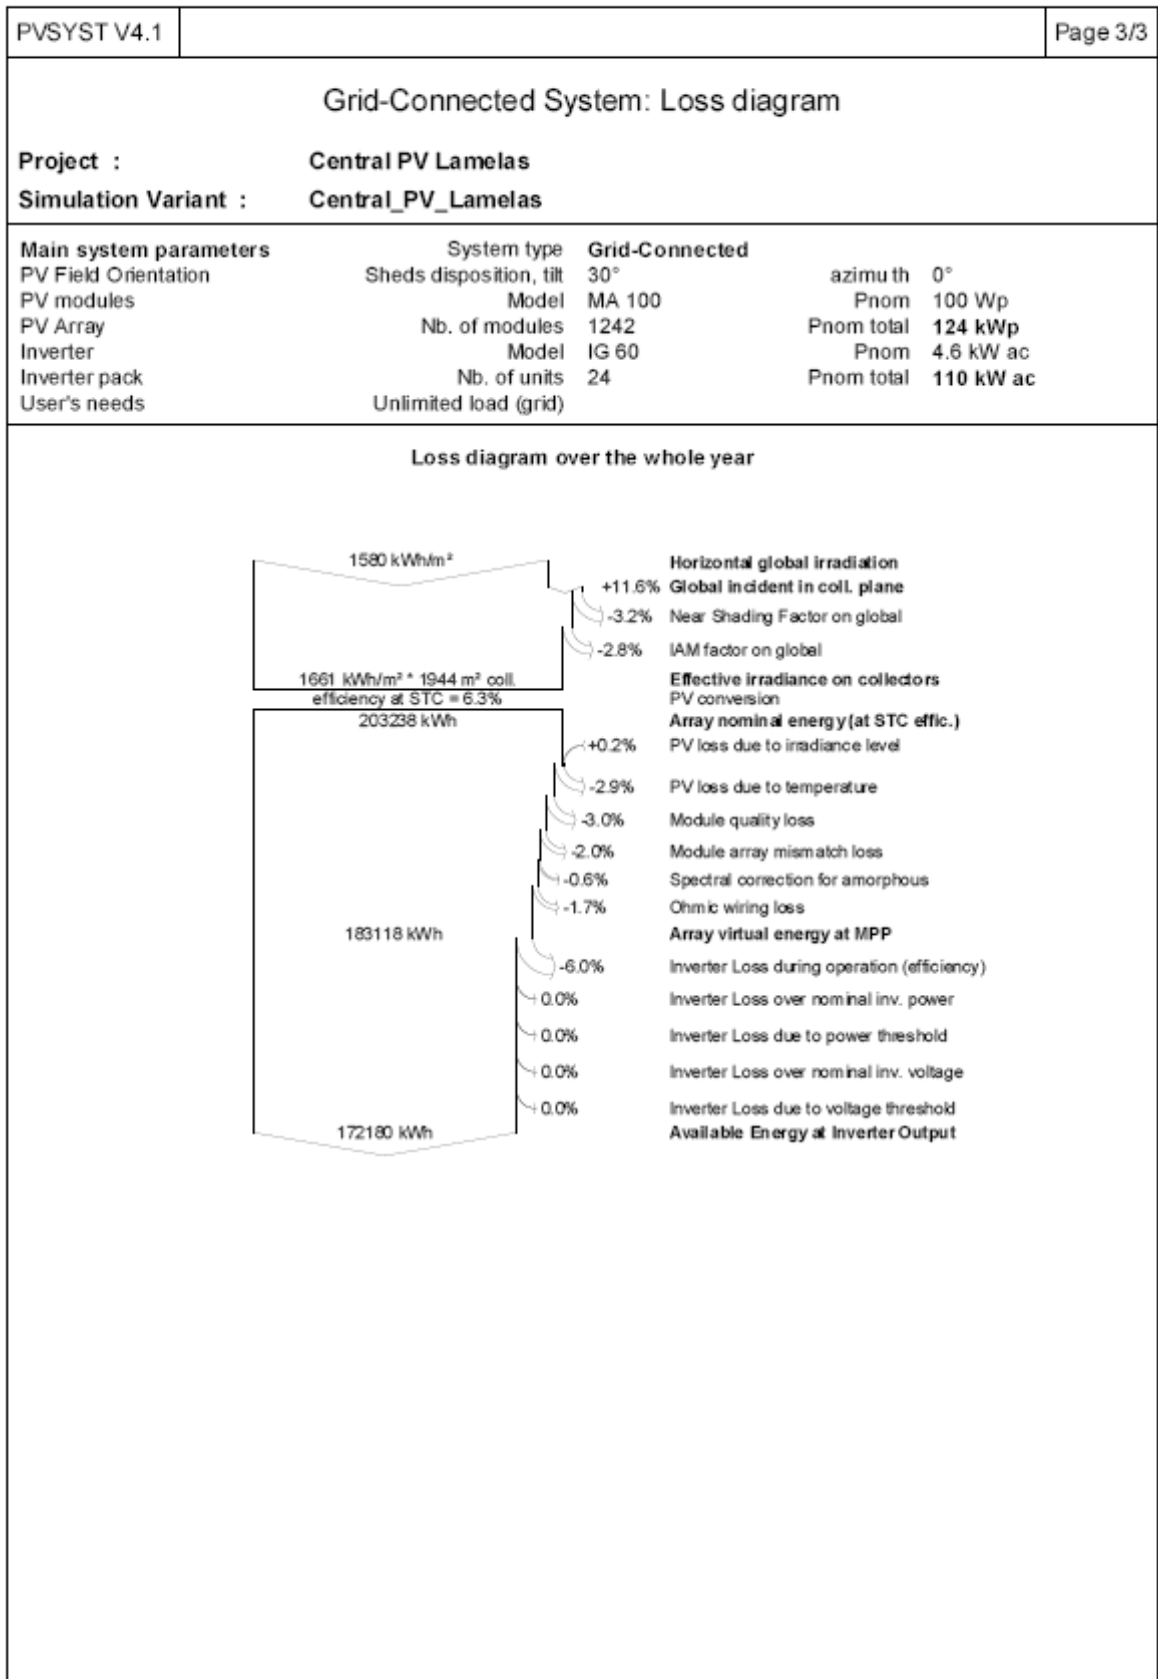 PVSYST V4.1 Page 3/3
Grid-Connected System: Loss diagram
Project : Central PV Lamelas
Simulation Variant : Central_PV_Lamelas
Main system parameters System type Grid-Connected
PV Field Orientation Sheds disposition, tilt 30° azimuth 0°
PV modules Model MA 100 Pnom 100 Wp
PV Array Nb. of modules 1242 Pnom total 124 kWp
Inverter Model IG 60 Pnom 4.6 kW ac
Inverter pack Nb. of units 24 Pnom total 110 kW ac
User's needs Unlimited load (grid)
Loss diagram over the whole year
1580 kWh/m² Horizontal global irradiation
+11.6% Global incident in coll. plane
-3.2% Near Shading Factor on global
-2.8% IAM factor on global
1661 kWh/m² * 1944 m² coll. Effective irradiance on collectors
efficiency at STC = 6.3% PV conversion
203238 kWh Array nominal energy (at STC effic.)
+0.2% PV loss due to irradiance level
-2.9% PV loss due to temperature
-3.0% Module quality loss
-2.0% Module array mismatch loss
-0.6% Spectral correction for amorphous
-1.7% Ohmic wiring loss
183118 kWh Array virtual energy at MPP
-6.0% Inverter Loss during operation (efficiency)
0.0% Inverter Loss over nominal inv. power
0.0% Inverter Loss due to power threshold
0.0% Inverter Loss over nominal inv. voltage
0.0% Inverter Loss due to voltage threshold
172180 kWh Available Energy at Inverter Output